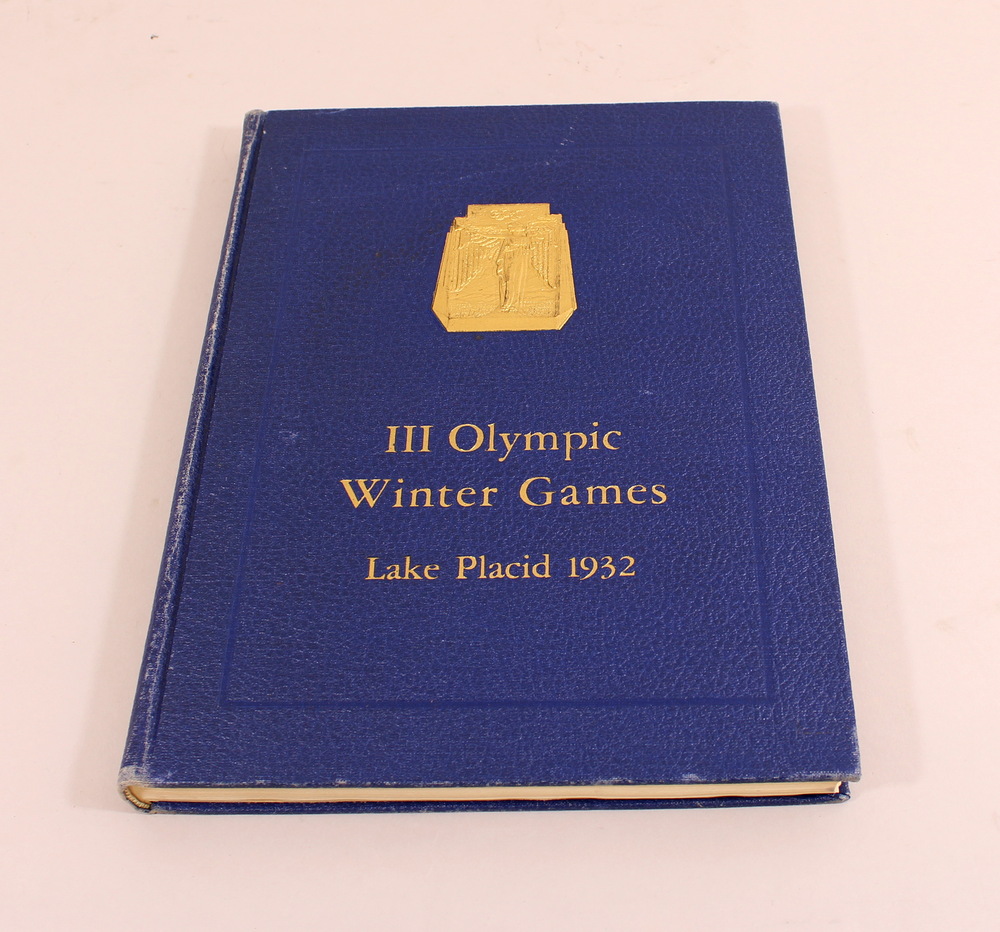 III Olympic
Winter Games
Lake Placid 1932